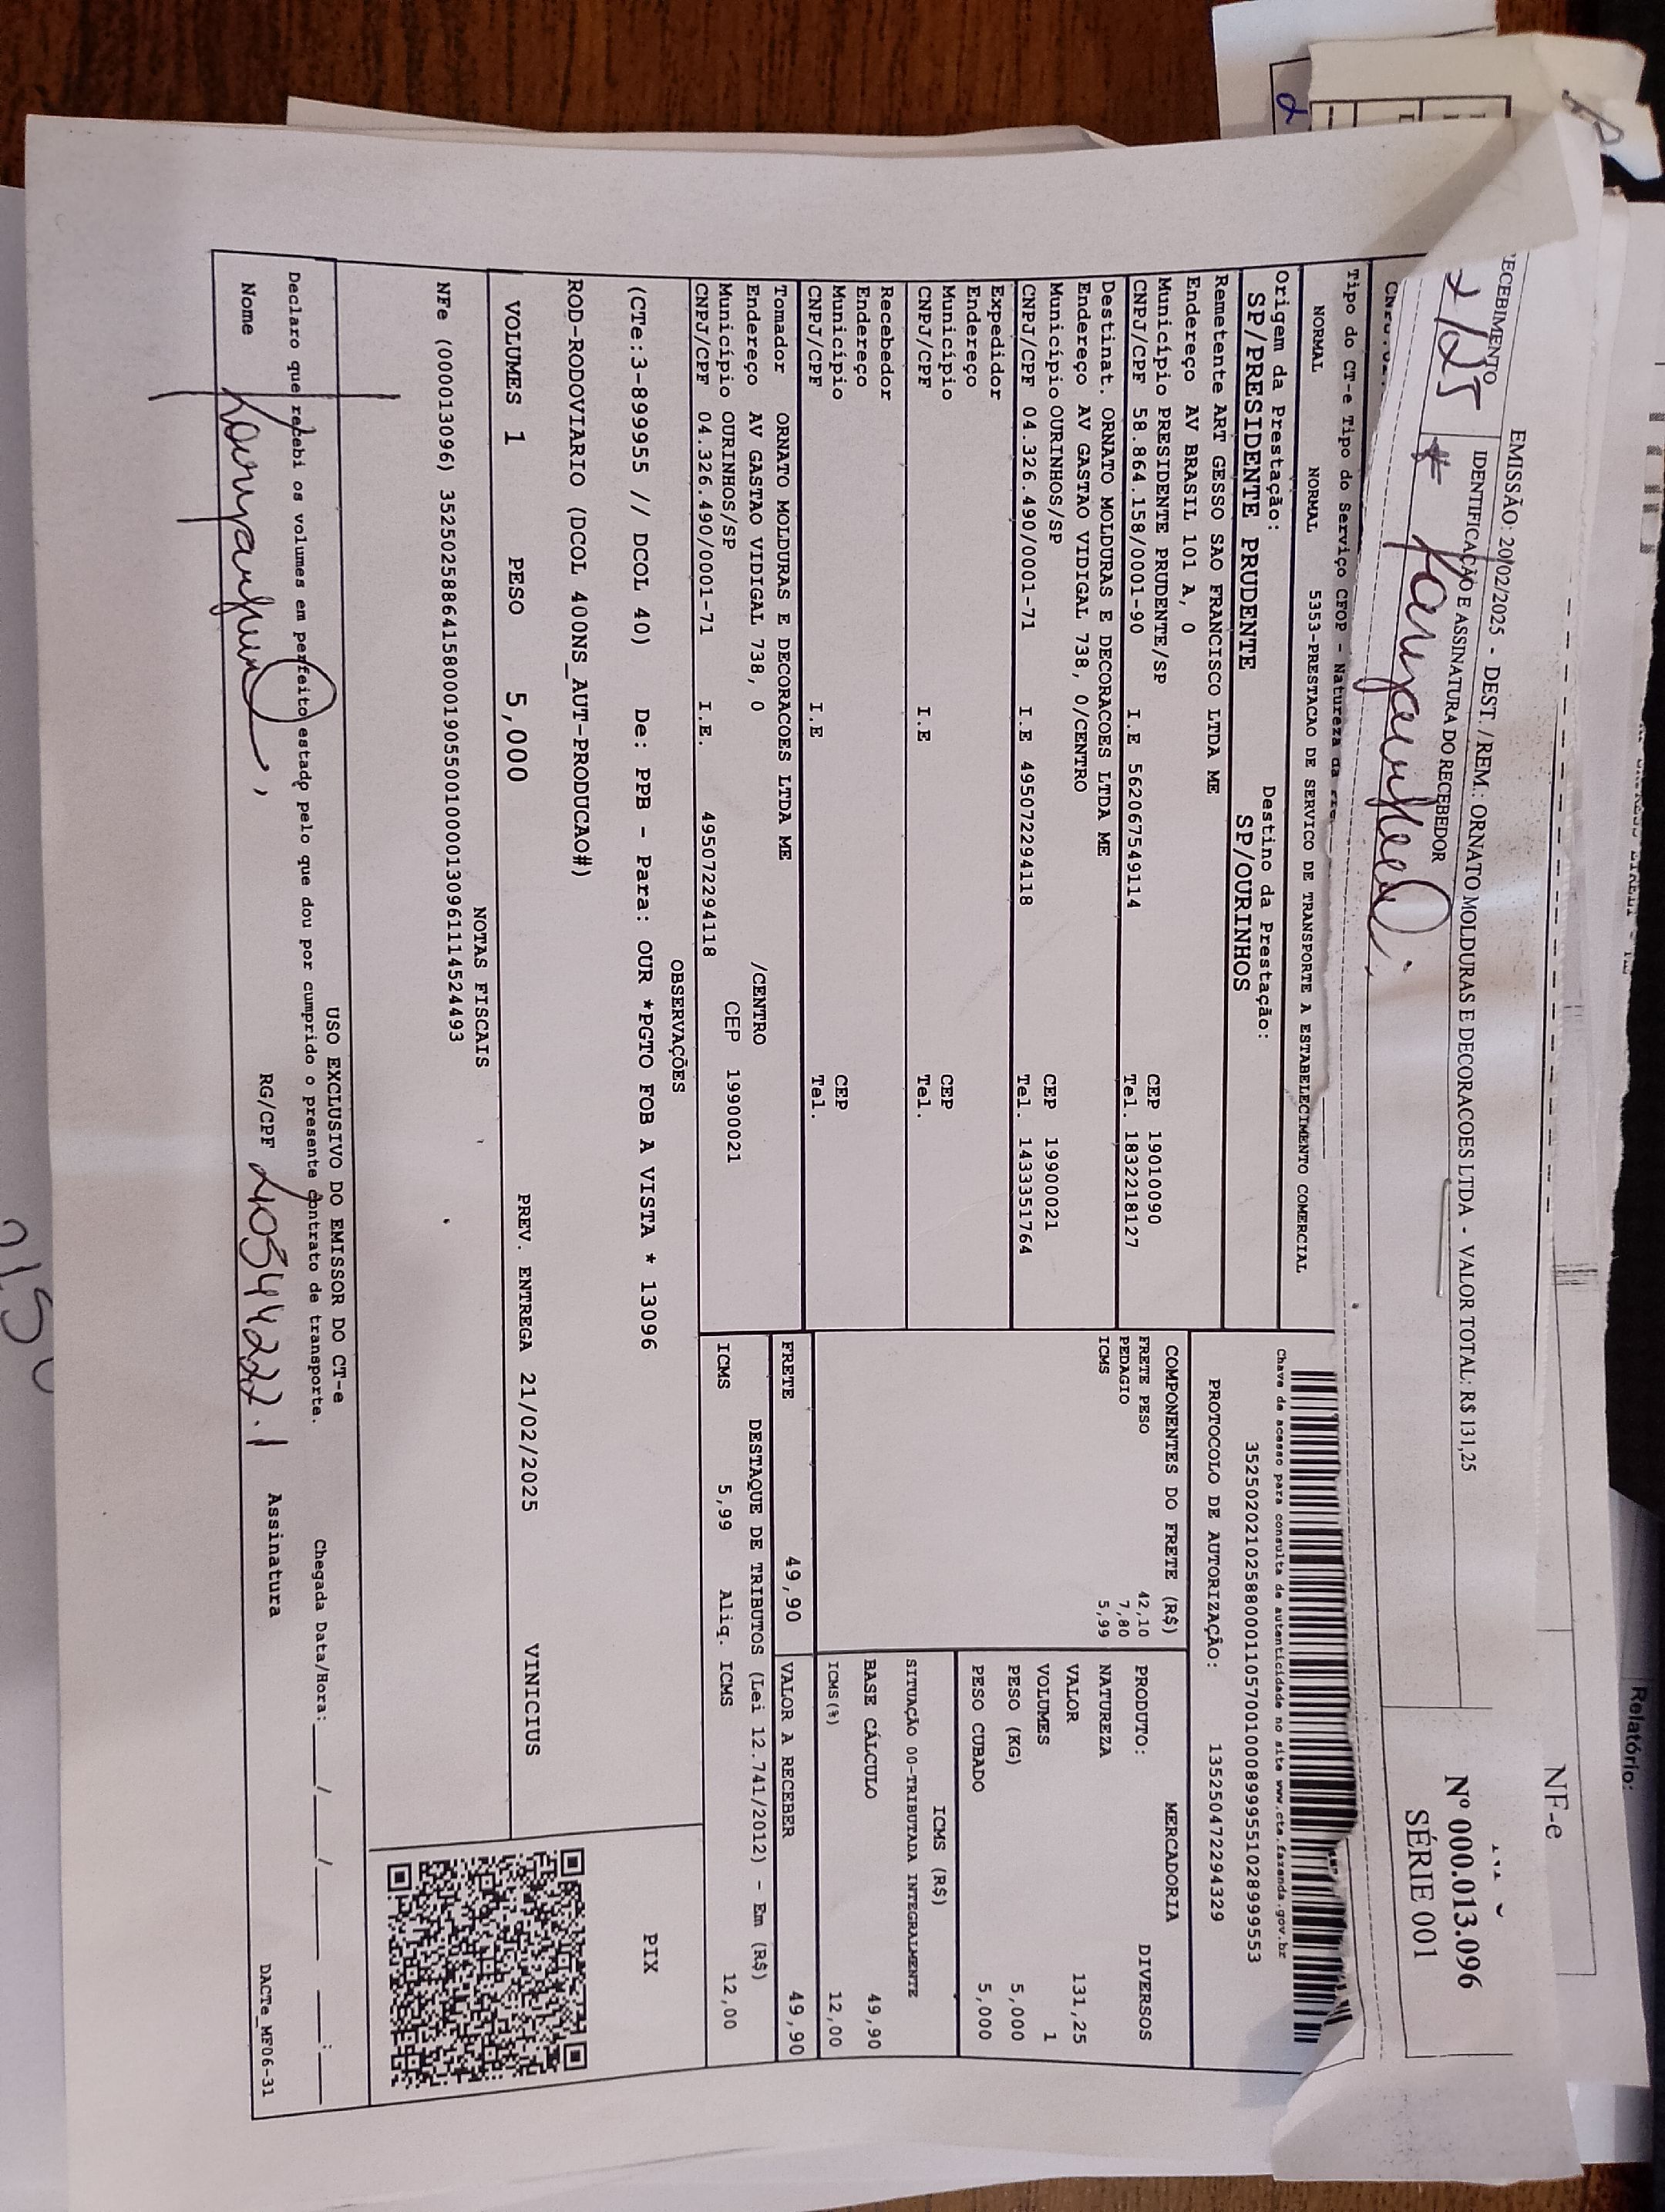 NF-e
Relatório:
EMISSÃO: 20/02/2025 - DEST. / REM.: ORNATO MOLDURAS E DECORACOES LTDA - VALOR TOTAL: R$ 131,25
RECEBIMENTO
IDENTIFICAÇÃO E ASSINATURA DO RECEBEDOR
Nº 000.013.096
SÉRIE 001
Tipo do CT-e Tipo do Serviço CFOP - Natureza da
NORMAL NORMAL 5353-PRESTACAO DE SERVICO DE TRANSPORTE A ESTABELECIMENTO COMERCIAL
Origem da Prestação: Destino da Prestação:
SP/PRESIDENTE PRUDENTE SP/OURINHOS
Chave de acesso para consulta de autenticidade no site www.cte.fazenda.gov.br
35250202102580001105700100089995510289999553
PROTOCOLO DE AUTORIZAÇÃO: 135250472294329
Remetente ART GESSO SAO FRANCISCO LTDA ME
Endereço AV BRASIL 101 A, 0
Município PRESIDENTE PRUDENTE/SP CEP 19010090
CNPJ/CPF 58.864.158/0001-90 I.E 562067549114 Tel. 1832218127
Destinat. ORNATO MOLDURAS E DECORACOES LTDA ME
Endereço AV GASTAO VIDIGAL 738, 0/CENTRO
Município OURINHOS/SP CEP 19900021
CNPJ/CPF 04.326.490/0001-71 I.E 495072294118 Tel. 1433351764
Expedidor
Endereço
Município CEP
CNPJ/CPF I.E Tel.
Recebedor
Endereço
Município CEP
CNPJ/CPF I.E Tel.
Tomador ORNATO MOLDURAS E DECORACOES LTDA ME
Endereço AV GASTAO VIDIGAL 738, 0 /CENTRO
Município OURINHOS/SP CEP 19900021
CNPJ/CPF 04.326.490/0001-71 I.E. 495072294118
COMPONENTES DO FRETE (R$)
FRETE PESO 42,10
PEDAGIO 7,80
ICMS 5,99
MERCADORIA
PRODUTO: DIVERSOS
NATUREZA
VALOR 131,25
VOLUMES 1
PESO (KG) 5,000
PESO CUBADO 5,000
ICMS (R$)
SITUAÇÃO 00-TRIBUTADA INTEGRALMENTE
BASE CÁLCULO 49,90
ICMS(%) 12,00
FRETE 49,90 VALOR A RECEBER 49,90
DESTAQUE DE TRIBUTOS (Lei 12.741/2012) - Em (R$)
ICMS 5,99 Aliq. ICMS 12,00
OBSERVAÇÕES
(CTe:3-899955 // DCOL 40) De: PPB - Para: OUR *PGTO FOB A VISTA * 13096
ROD-RODOVIARIO (DCOL 400NS_AUT-PRODUCAO#)
PIX
VOLUMES 1 PESO 5,000 PREV. ENTREGA 21/02/2025 VINICIUS
NOTAS FISCAIS
NFe (000013096) 35250258864158000190550010000130961114524493
USO EXCLUSIVO DO EMISSOR DO CT-e
Declaro que recebi os volumes em perfeito estado pelo que dou por cumprido o presente contrato de transporte. Chegada Data/Hora:___/___/_____ ___:___
Nome RG/CPF 41034422.1 Assinatura
DACTe_MF06-31